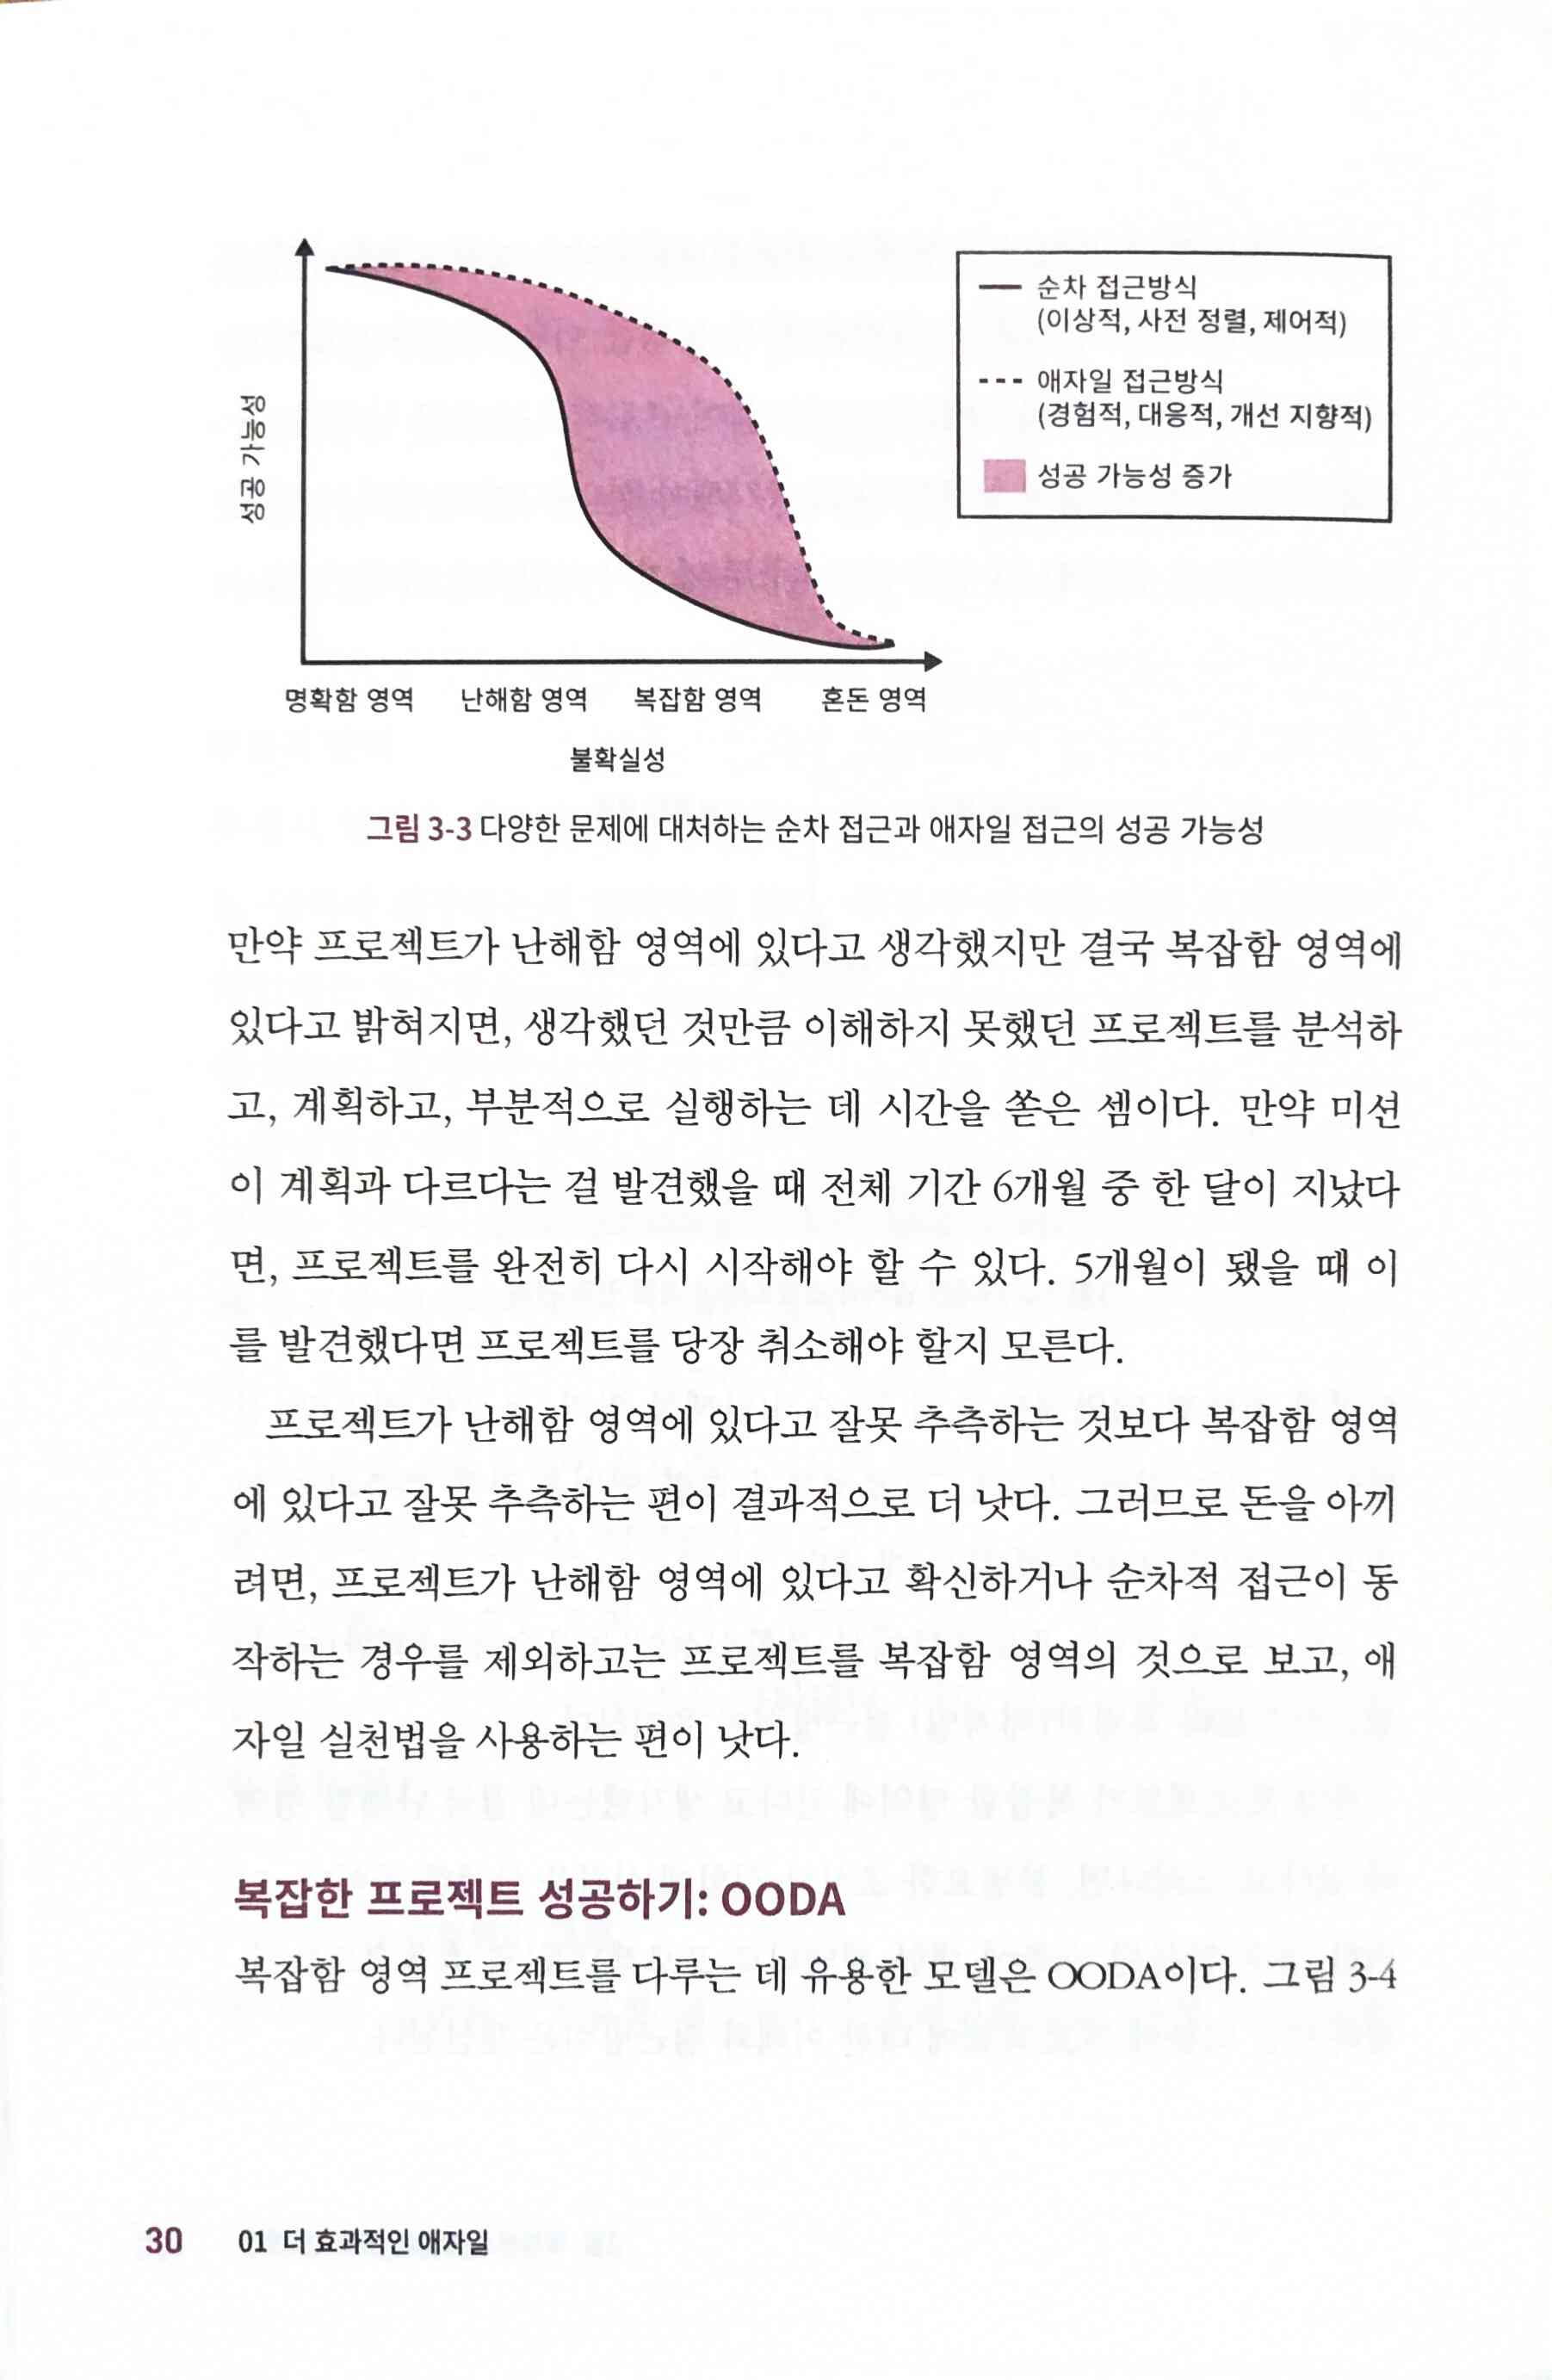 성공 가능성
순차 접근방식
(이상적, 사전 정렬, 제어적)
애자일 접근방식
(경험적, 대응적, 개선 지향적)
성공 가능성 증가
명확함 영역 난해함 영역 복잡함 영역 혼돈 영역
불확실성
그림 3-3 다양한 문제에 대처하는 순차 접근과 애자일 접근의 성공 가능성
만약 프로젝트가 난해함 영역에 있다고 생각했지만 결국 복잡함 영역에
있다고 밝혀지면, 생각했던 것만큼 이해하지 못했던 프로젝트를 분석하
고, 계획하고, 부분적으로 실행하는 데 시간을 쏟은 셈이다. 만약 미션
이 계획과 다르다는 걸 발견했을 때 전체 기간 6개월 중 한 달이 지났다
면, 프로젝트를 완전히 다시 시작해야 할 수 있다. 5개월이 됐을 때 이
를 발견했다면 프로젝트를 당장 취소해야 할지 모른다.
프로젝트가 난해함 영역에 있다고 잘못 추측하는 것보다 복잡함 영역
에 있다고 잘못 추측하는 편이 결과적으로 더 낫다. 그러므로 돈을 아끼
려면, 프로젝트가 난해함 영역에 있다고 확신하거나 순차적 접근이 동
작하는 경우를 제외하고는 프로젝트를 복잡함 영역의 것으로 보고, 애
자일 실천법을 사용하는 편이 낫다.
복잡한 프로젝트 성공하기: OODA
복잡함 영역 프로젝트를 다루는 데 유용한 모델은 OODA이다. 그림 3-4
30 01 더 효과적인 애자일